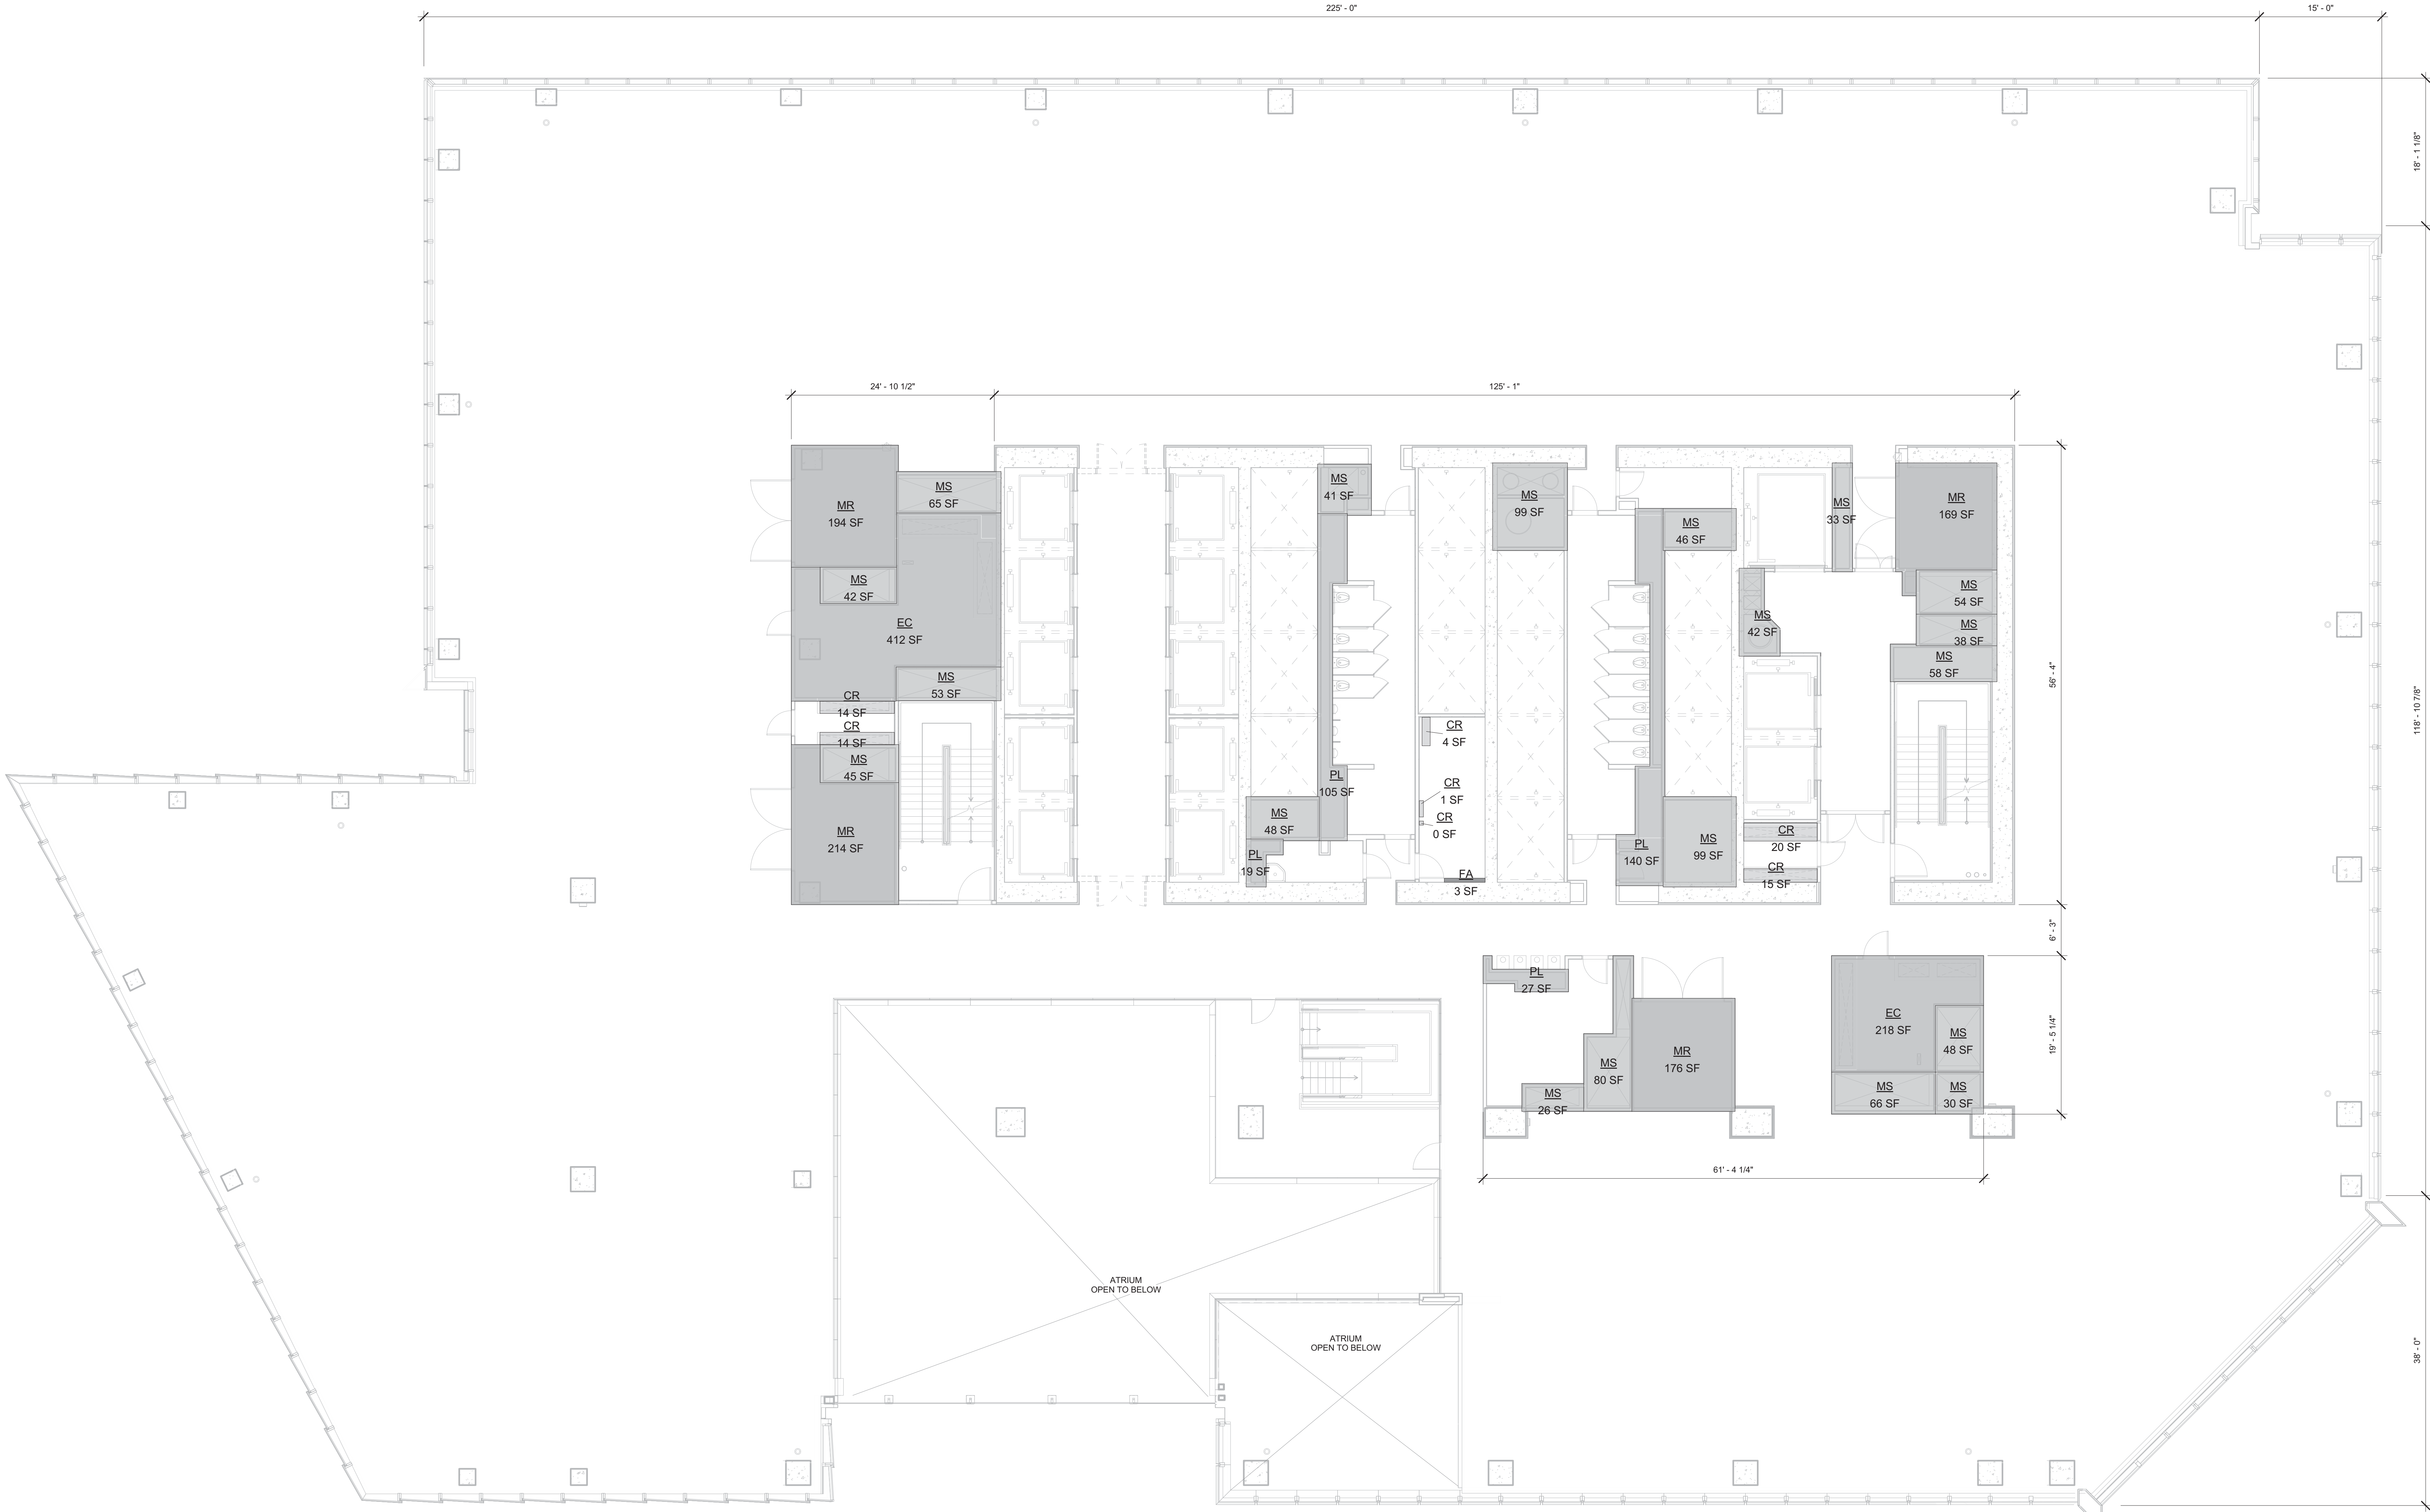 225' - 0"
15' - 0"
18' - 1 1/8"
24' - 10 1/2"
125' - 1"
MR
194 SF
MS
65 SF
MS
42 SF
EC
412 SF
MS
53 SF
CR
14 SF
CR
14 SF
MS
45 SF
MR
214 SF
MS
41 SF
PL
105 SF
MS
48 SF
PL
19 SF
MS
99 SF
CR
4 SF
CR
1 SF
CR
0 SF
FA
3 SF
MS
46 SF
PL
140 SF
MS
99 SF
MS
33 SF
MS
42 SF
CR
20 SF
CR
15 SF
MR
169 SF
MS
54 SF
MS
38 SF
MS
58 SF
56' - 4"
118' - 10 7/8"
6' - 3"
PL
27 SF
MS
80 SF
MS
26 SF
MR
176 SF
EC
218 SF
MS
48 SF
MS
66 SF
MS
30 SF
19' - 5 1/4"
61' - 4 1/4"
ATRIUM
OPEN TO BELOW
ATRIUM
OPEN TO BELOW
38' - 0"